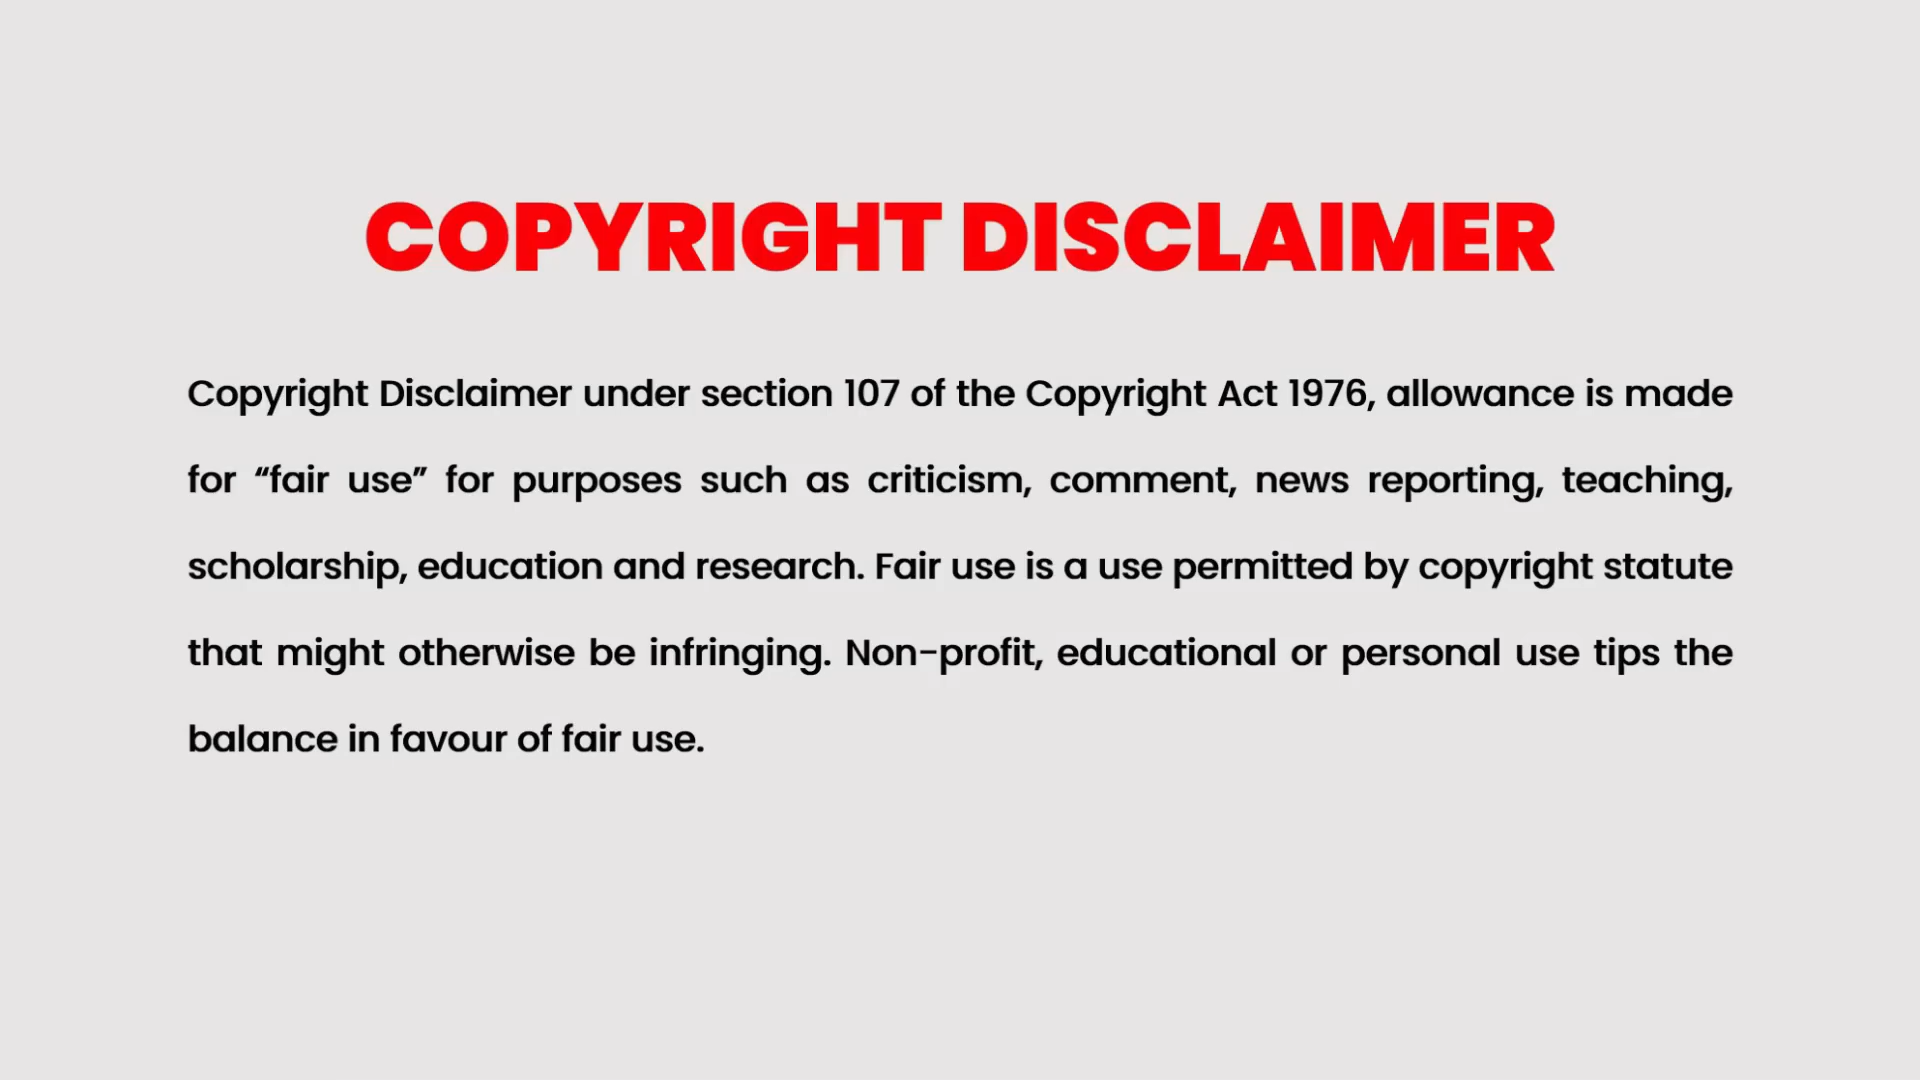 COPYRIGHT DISCLAIMER
Copyright Disclaimer under section 107 of the Copyright Act 1976, allowance is made
for “fair use” for purposes such as criticism, comment, news reporting, teaching,
scholarship, education and research. Fair use is a use permitted by copyright statute
that might otherwise be infringing. Non-profit, educational or personal use tips the
balance in favour of fair use.